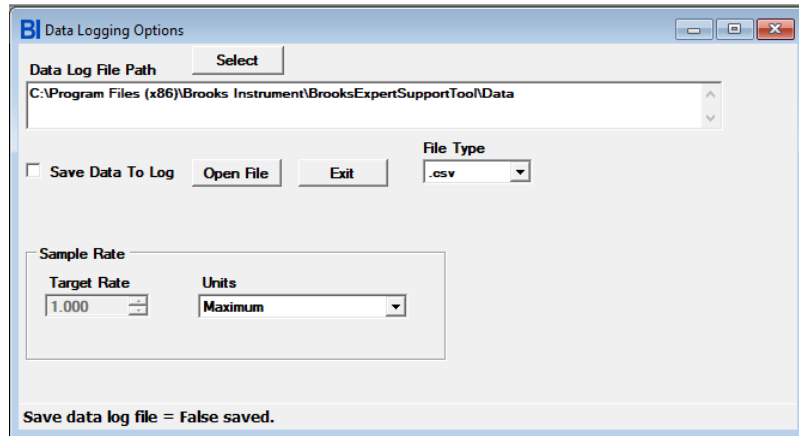 BI Data Logging Options
Data Log File Path
Select
C:\Program Files (x86)\Brooks Instrument\BrooksExpertSupportTool\Data
File Type
Save Data To Log
Open File
Exit
.csv
Sample Rate
Target Rate
Units
1.000
Maximum
Save data log file = False saved.